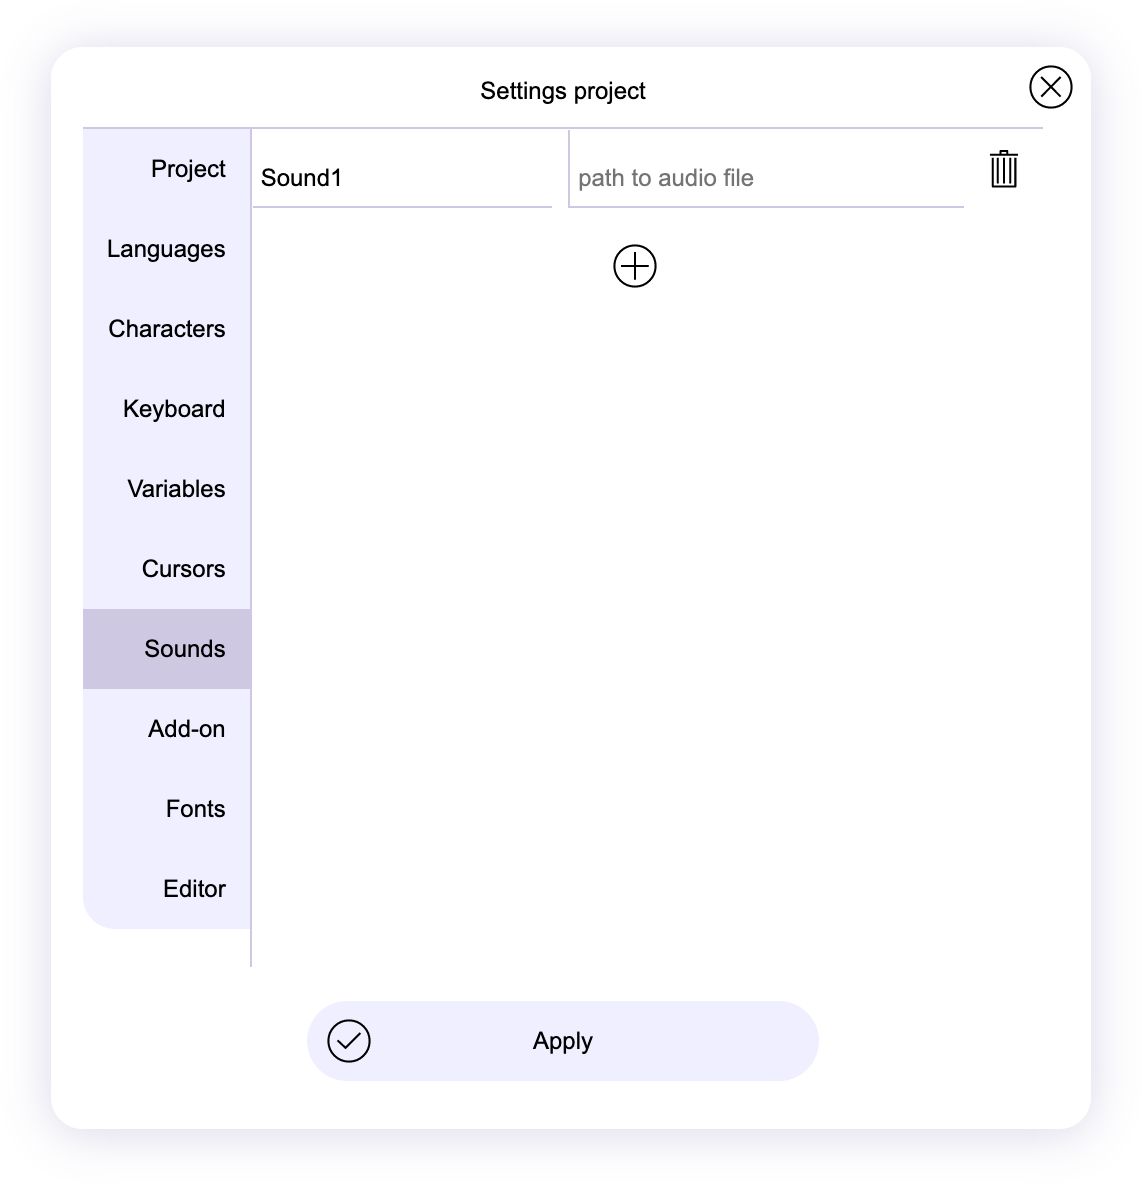 Settings project
Project
Languages
Characters
Keyboard
Variables
Cursors
Sounds
Add-on
Fonts
Editor
Sound1
path to audio file
Apply